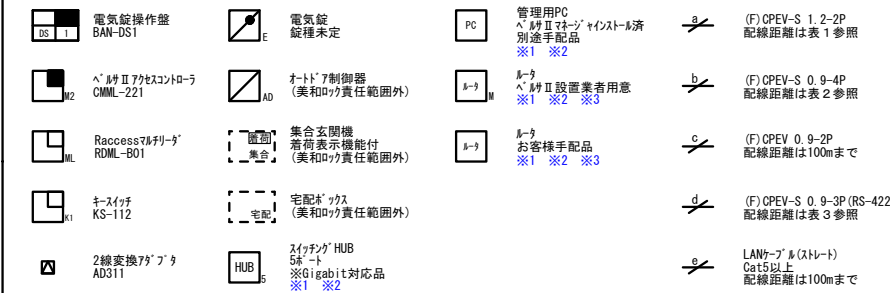 DS 1
電気錠操作盤
BAN-DS1
M2
ﾍﾞﾙｻⅡｱｸｾｽｺﾝﾄﾛｰﾗ
CMML-221
ML
Raccessﾏﾙﾁﾘｰﾀﾞ
RDML-B01
K1
ｷｰｽｲｯﾁ
KS-112
2線変換ｱﾀﾞﾌﾟﾀ
AD311
E
電気錠
錠種未定
AD
ｵｰﾄﾄﾞｱ制御器
(美和ﾛｯｸ責任範囲外)
着荷
集合
集合玄関機
着荷表示機能付
(美和ﾛｯｸ責任範囲外)
宅配
宅配ﾎﾞｯｸｽ
(美和ﾛｯｸ責任範囲外)
HUB
5
ｽｲｯﾁﾝｸﾞHUB
5ﾎﾟｰﾄ
※Gigabit対応品
※1 ※2
PC
管理用PC
ﾍﾞﾙｻⅡﾏﾈｰｼﾞｬｲﾝｽﾄｰﾙ済
別途手配品
※1 ※2
ﾙｰﾀ
M
ﾙｰﾀ
ﾍﾞﾙｻⅡ設置業者用意
※1 ※2 ※3
ﾙｰﾀ
ﾙｰﾀ
お客様手配品
※1 ※2 ※3
a
(F)CPEV-S 1.2-2P
配線距離は表1参照
b
(F)CPEV-S 0.9-4P
配線距離は表2参照
c
(F)CPEV 0.9-2P
配線距離は100mまで
d
(F)CPEV-S 0.9-3P(RS-422
配線距離は表3参照
e
LANｹｰﾌﾞﾙ(ｽﾄﾚｰﾄ)
Cat5以上
配線距離は100mまで